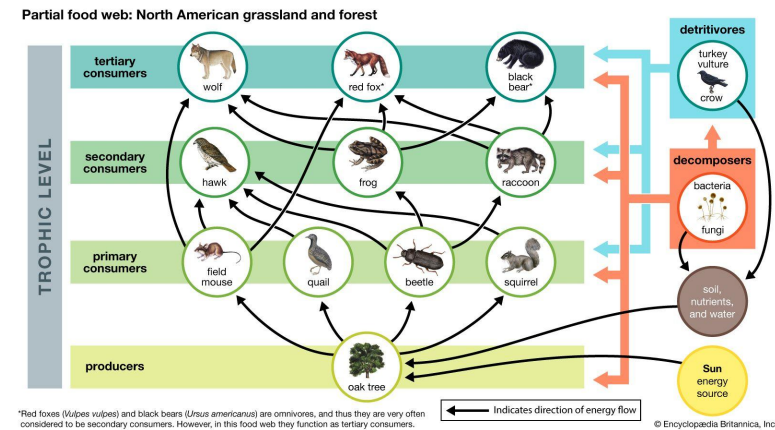 Partial food web: North American grassland and forest
TROPHIC LEVEL
tertiary
consumers
wolf
red fox*
black
bear*
detritivores
turkey
vulture
crow
secondary
consumers
hawk
frog
raccoon
decomposers
bacteria
fungi
primary
consumers
field
mouse
quail
beetle
squirrel
soil,
nutrients,
and water
producers
oak tree
Sun
energy
source
*Red foxes (Vulpes vulpes) and black bears (Ursus americanus) are omnivores, and thus they are very often
considered to be secondary consumers. However, in this food web they function as tertiary consumers.
Indicates direction of energy flow
© Encyclopædia Britannica, Inc